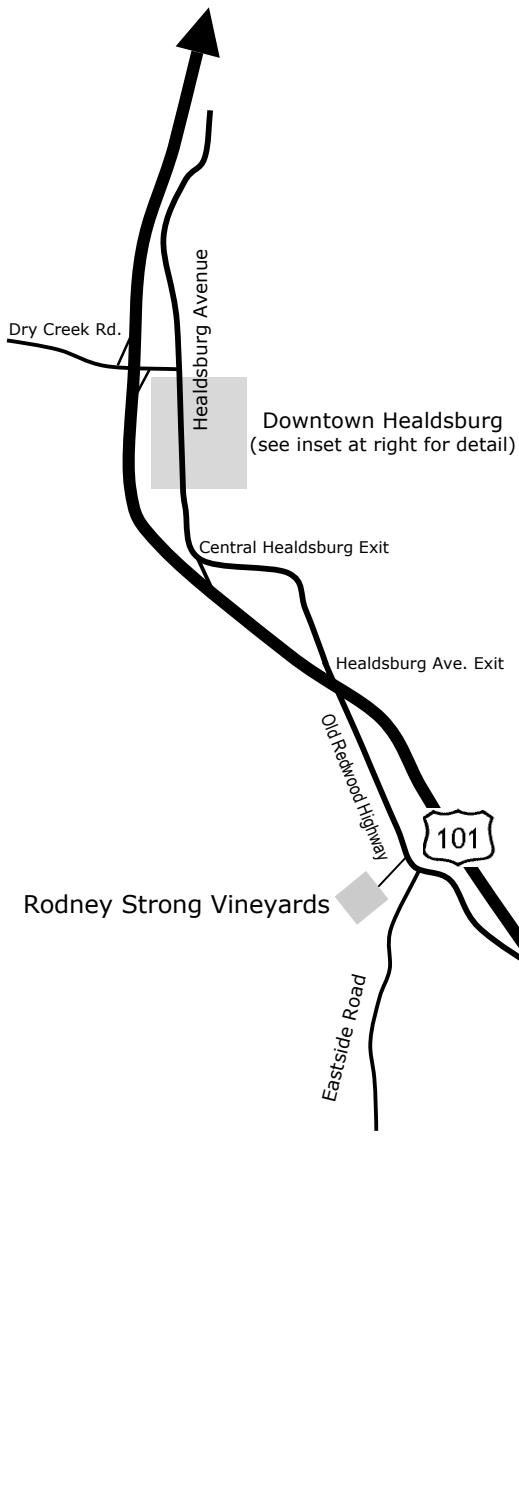 Healdsburg Avenue
Dry Creek Rd.
Downtown Healdsburg
(see inset at right for detail)
Central Healdsburg Exit
Healdsburg Ave. Exit
Old Redwood Highway
101
Rodney Strong Vineyards
Eastside Road